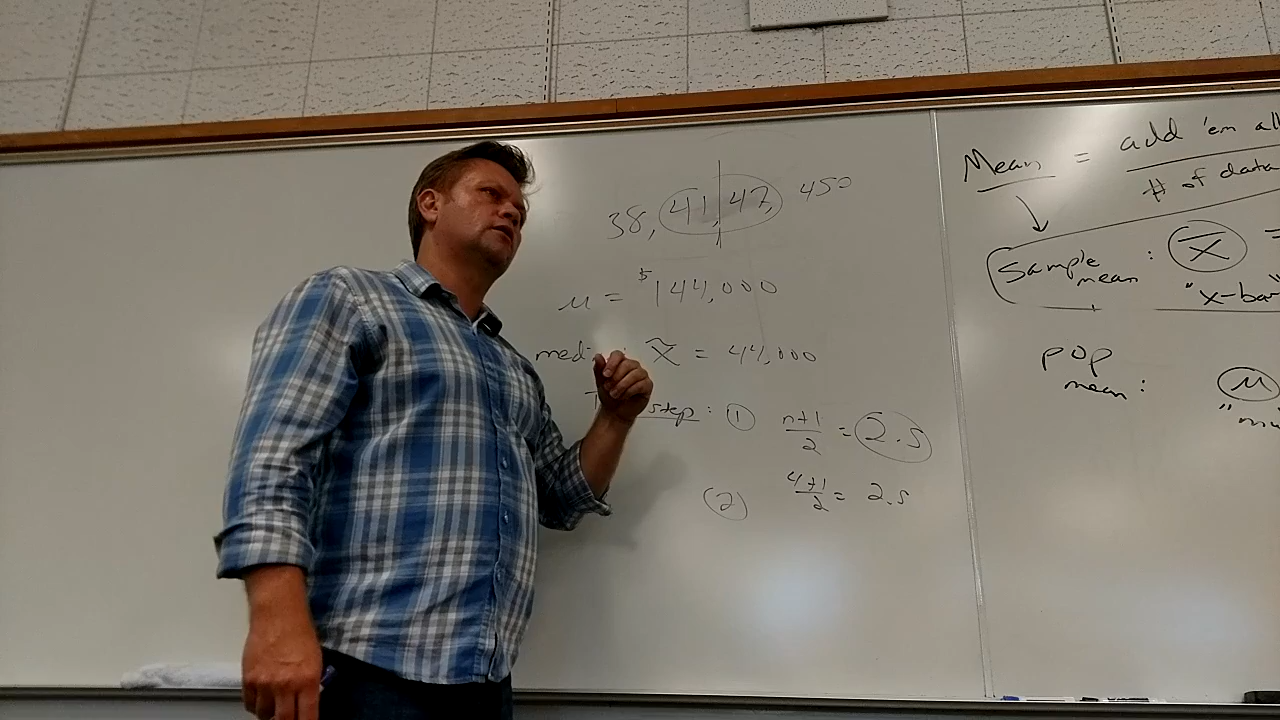 38, 41, 47, 450
μ = $144,000
x̃ = 44,000
step: ① n+1/2 = 2.5
② 4+1/2 = 2.5
Mean = add 'em all
# of data
Sample mean : x̄ =
"x-bar"
pop mean : μ